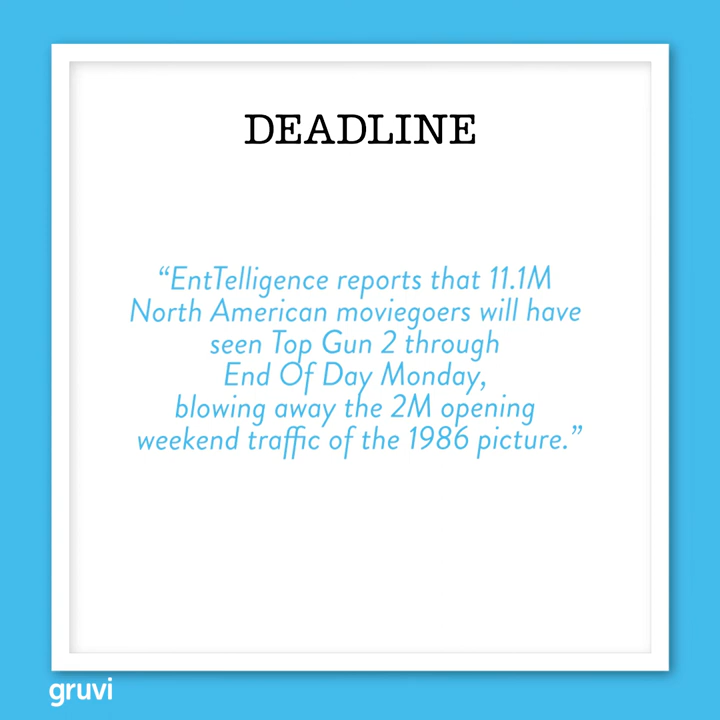 DEADLINE
“EntTelligence reports that 11.1M
North American moviegoers will have
seen Top Gun 2 through
End Of Day Monday,
blowing away the 2M opening
weekend traffic of the 1986 picture.”
gruvi